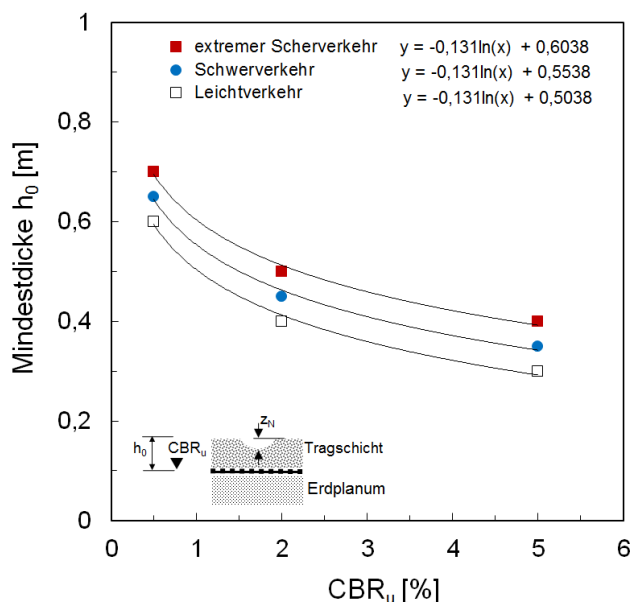 1
0,8
0,6
0,4
0,2
0
Mindestdicke h₀ [m]
extremer Scherverkehr y = -0,131ln(x) + 0,6038
Schwerverkehr y = -0,131ln(x) + 0,5538
Leichtverkehr y = -0,131ln(x) + 0,5038
z_N
h₀ CBRᵤ Tragschicht
Erdplanum
0 1 2 3 4 5 6
CBRᵤ [%]